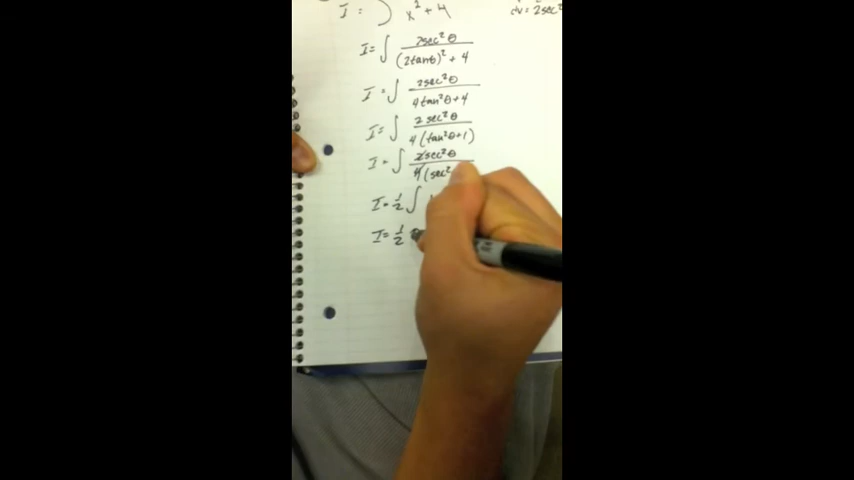 I = ∫ / x² + 4
dv = 2sec²
I = ∫ 2sec²θ / (2tanθ)² + 4
I = ∫ 2sec²θ / 4tan²θ+4
I = ∫ 2sec²θ / 4(tan²θ+1)
I = ∫ 2sec²θ / 4(sec²
I = ½ ∫
I = ½